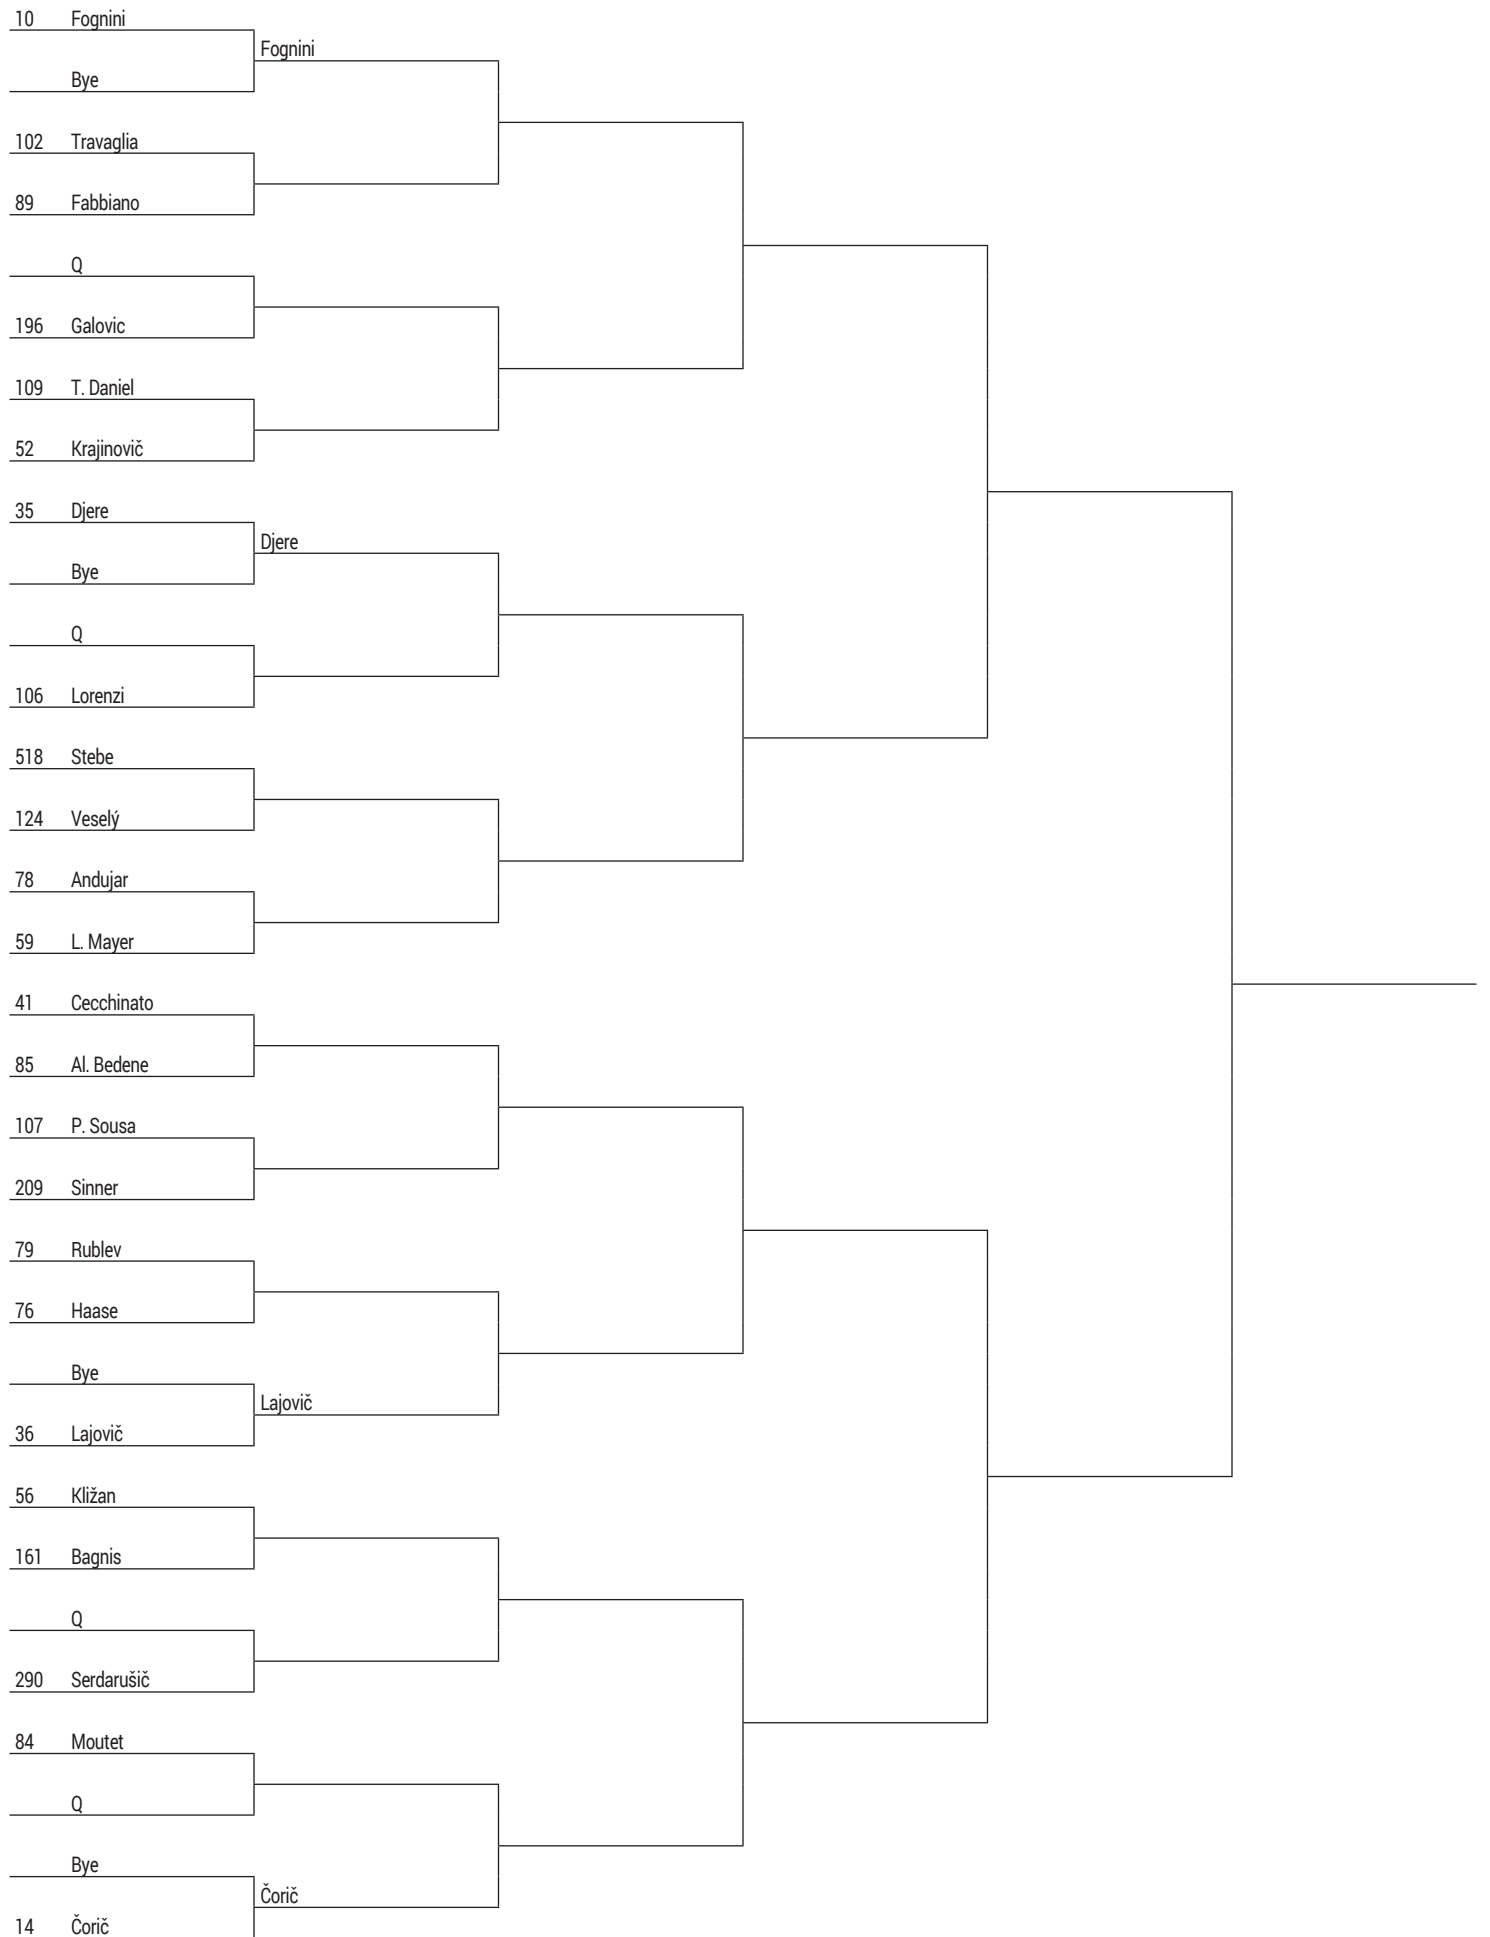 10 Fognini
Fognini
Bye
102 Travaglia
89 Fabbiano
Q
196 Galovic
109 T. Daniel
52 Krajinovič
35 Djere
Djere
Bye
Q
106 Lorenzi
518 Stebe
124 Veselý
78 Andujar
59 L. Mayer
41 Cecchinato
85 Al. Bedene
107 P. Sousa
209 Sinner
79 Rublev
76 Haase
Bye
Lajovič
36 Lajovič
56 Kližan
161 Bagnis
Q
290 Serdarušič
84 Moutet
Q
Bye
Čorič
14 Čorič